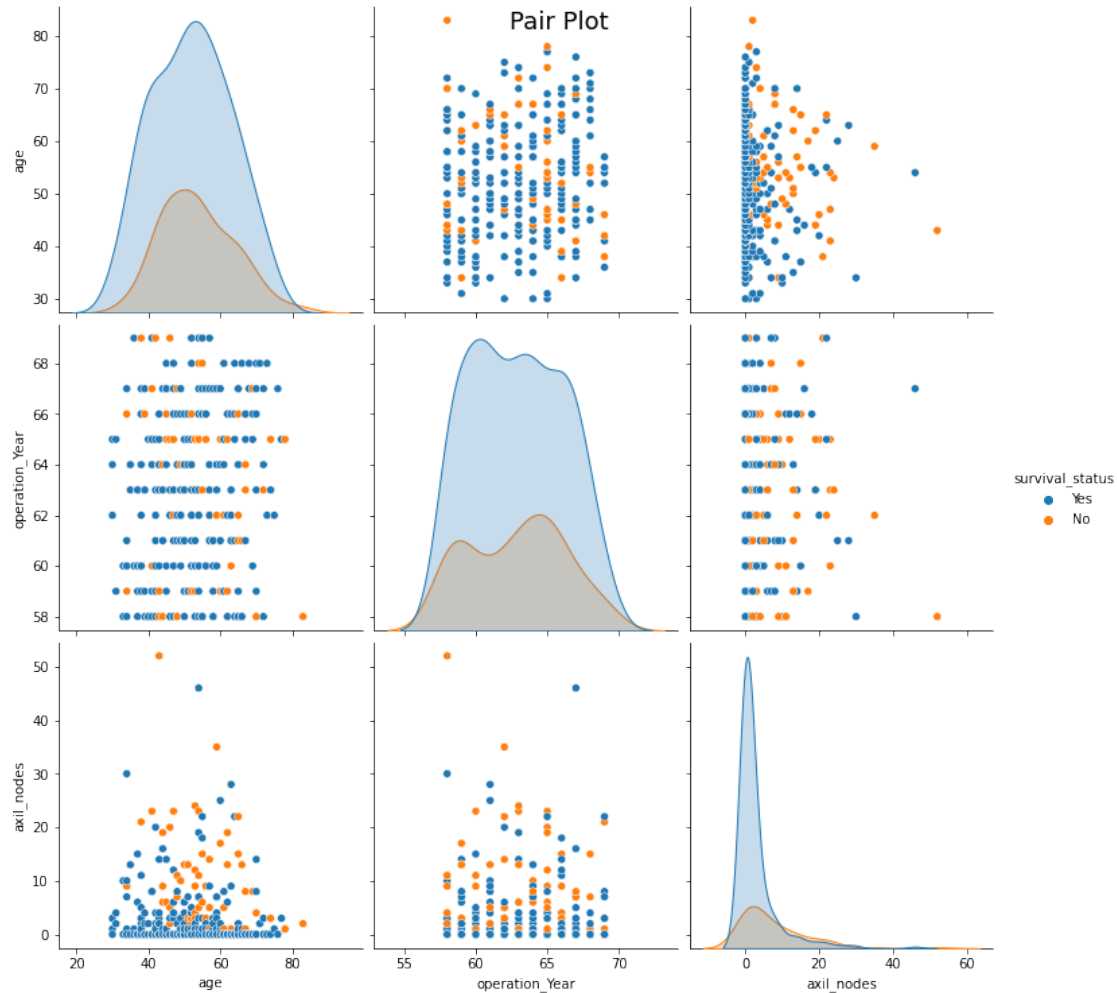 Pair Plot
80
70
60
50
40
30
age
68
66
64
62
60
58
operation_Year
survival_status
Yes
No
50
40
30
20
10
0
axil_nodes
20 40 60 80
55 60 65 70
0 20 40 60
age
operation_Year
axil_nodes